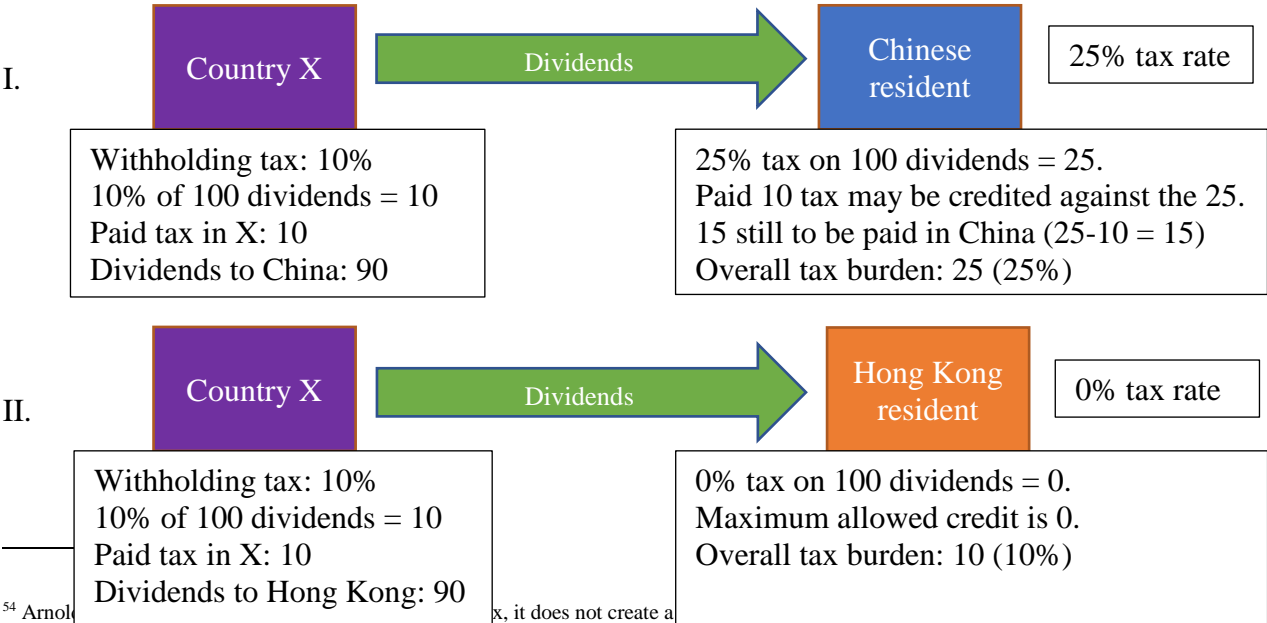 I.
Country X
Dividends
Chinese
resident
25% tax rate
Withholding tax: 10%
10% of 100 dividends = 10
Paid tax in X: 10
Dividends to China: 90
25% tax on 100 dividends = 25.
Paid 10 tax may be credited against the 25.
15 still to be paid in China (25-10 = 15)
Overall tax burden: 25 (25%)
II.
Country X
Dividends
Hong Kong
resident
0% tax rate
Withholding tax: 10%
10% of 100 dividends = 10
Paid tax in X: 10
Dividends to Hong Kong: 90
0% tax on 100 dividends = 0.
Maximum allowed credit is 0.
Overall tax burden: 10 (10%)
54 x, it does not create a